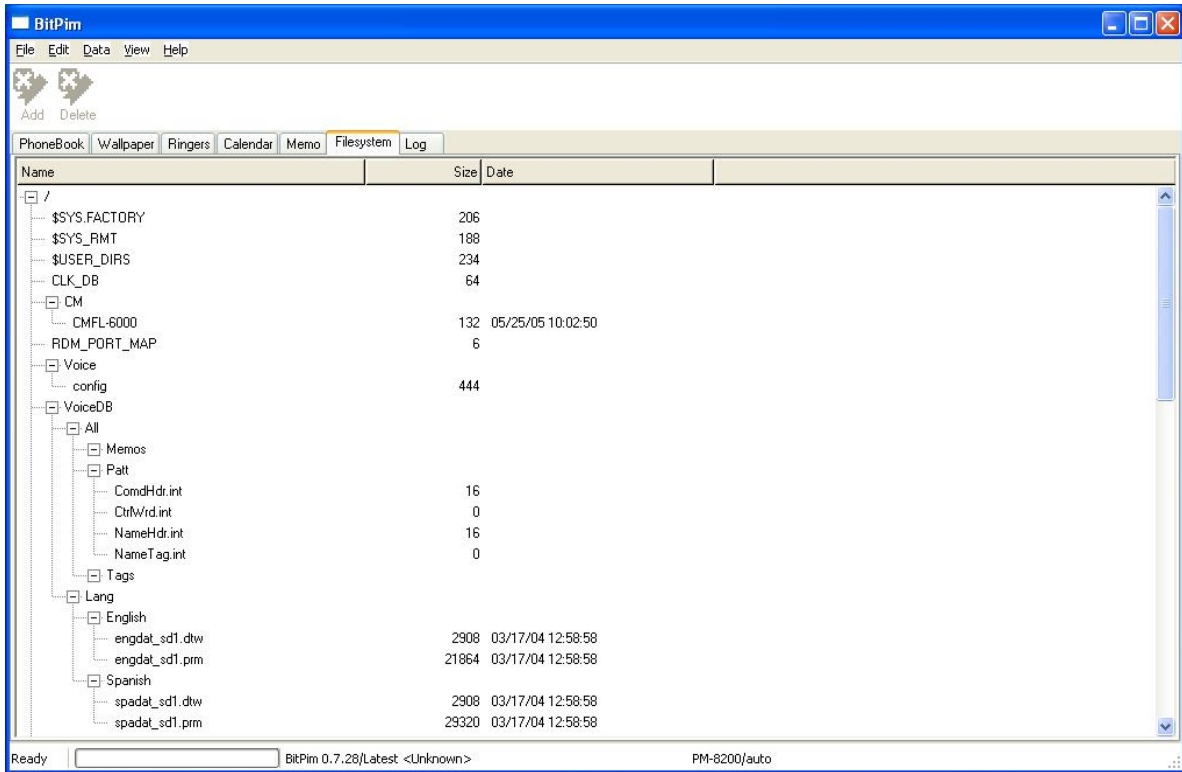 BitPim
File Edit Data View Help
Add Delete
PhoneBook Wallpaper Ringers Calendar Memo Filesystem Log
Name Size Date
/
$SYS.FACTORY 206
$SYS_RMT 188
$USER_DIRS 234
CLK_DB 64
CM
CMFL-6000 132 05/25/05 10:02:50
RDM_PORT_MAP 6
Voice
config 444
VoiceDB
All
Memos
Patt
ComdHdr.int 16
CtrlWrd.int 0
NameHdr.int 16
NameTag.int 0
Tags
Lang
English
engdat_sd1.dtw 2908 03/17/04 12:58:58
engdat_sd1.prm 21864 03/17/04 12:58:58
Spanish
spadat_sd1.dtw 2908 03/17/04 12:58:58
spadat_sd1.prm 29320 03/17/04 12:58:58
Ready BitPim 0.7.28/Latest <Unknown> PM-8200/auto